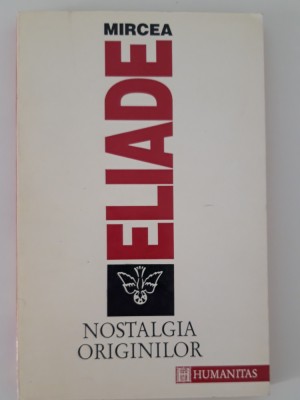 MIRCEA
ELIADE
NOSTALGIA
ORIGINILOR
HUMANITAS